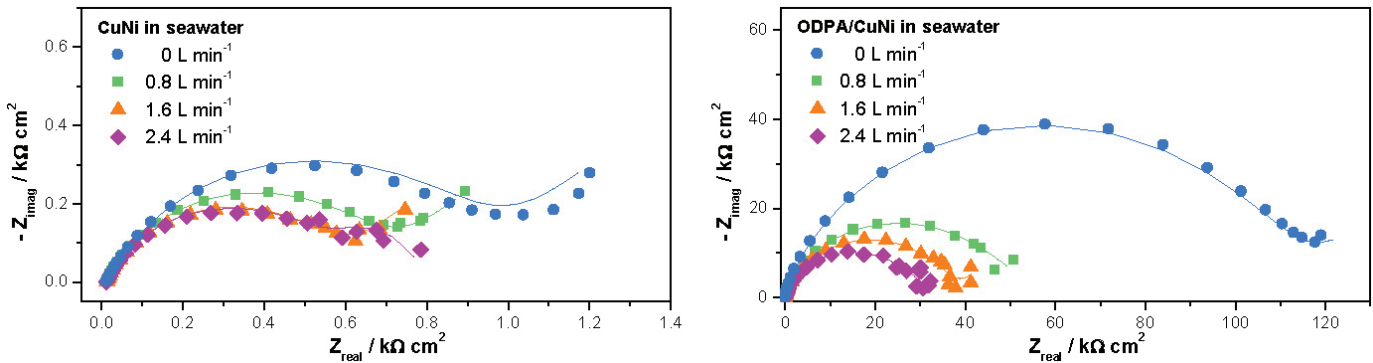 CuNi in seawater
0 L min⁻¹
0.8 L min⁻¹
1.6 L min⁻¹
2.4 L min⁻¹
- Z_imag / kΩ cm²
0.6
0.4
0.2
0.0
0.0 0.2 0.4 0.6 0.8 1.0 1.2 1.4
Z_real / kΩ cm²
ODPA/CuNi in seawater
0 L min⁻¹
0.8 L min⁻¹
1.6 L min⁻¹
2.4 L min⁻¹
- Z_imag / kΩ cm²
60
40
20
0
0 20 40 60 80 100 120
Z_real / kΩ cm²